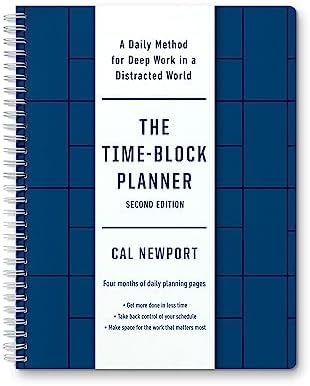 A Daily Method
for Deep Work in a
Distracted World
THE
TIME-BLOCK
PLANNER
SECOND EDITION
CAL NEWPORT
Four months of daily planning pages
• Get more done in less time
• Take back control of your schedule
• Make space for the work that matters most